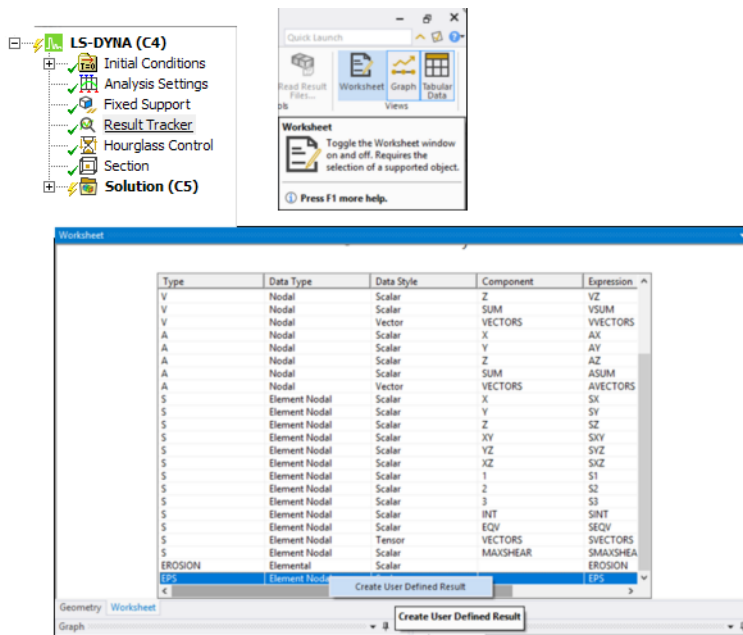 LS-DYNA (C4)
T=0 Initial Conditions
Analysis Settings
Fixed Support
Result Tracker
Hourglass Control
Section
Solution (C5)
Quick Launch
Read Result Worksheet Graph Tabular
Files... Data
Views
Worksheet
Toggle the Worksheet window
on and off. Requires the
selection of a supported object.
Press F1 more help.
Worksheet
Type Data Type Data Style Component Expression
V Nodal Scalar Z VZ
V Nodal Scalar SUM VSUM
V Nodal Vector VECTORS VVECTORS
A Nodal Scalar X AX
A Nodal Scalar Y AY
A Nodal Scalar Z AZ
A Nodal Scalar SUM ASUM
A Nodal Vector VECTORS AVECTORS
S Element Nodal Scalar X SX
S Element Nodal Scalar Y SY
S Element Nodal Scalar Z SZ
S Element Nodal Scalar XY SXY
S Element Nodal Scalar YZ SYZ
S Element Nodal Scalar XZ SXZ
S Element Nodal Scalar 1 S1
S Element Nodal Scalar 2 S2
S Element Nodal Scalar 3 S3
S Element Nodal Scalar INT SINT
S Element Nodal Scalar EQV SEQV
S Element Nodal Tensor VECTORS SVECTORS
S Element Nodal Scalar MAXSHEAR SMAXSHEA
EROSION Elemental Scalar EROSION
EPS Element Nodal EPS
Create User Defined Result
Geometry Worksheet
Create User Defined Result
Graph